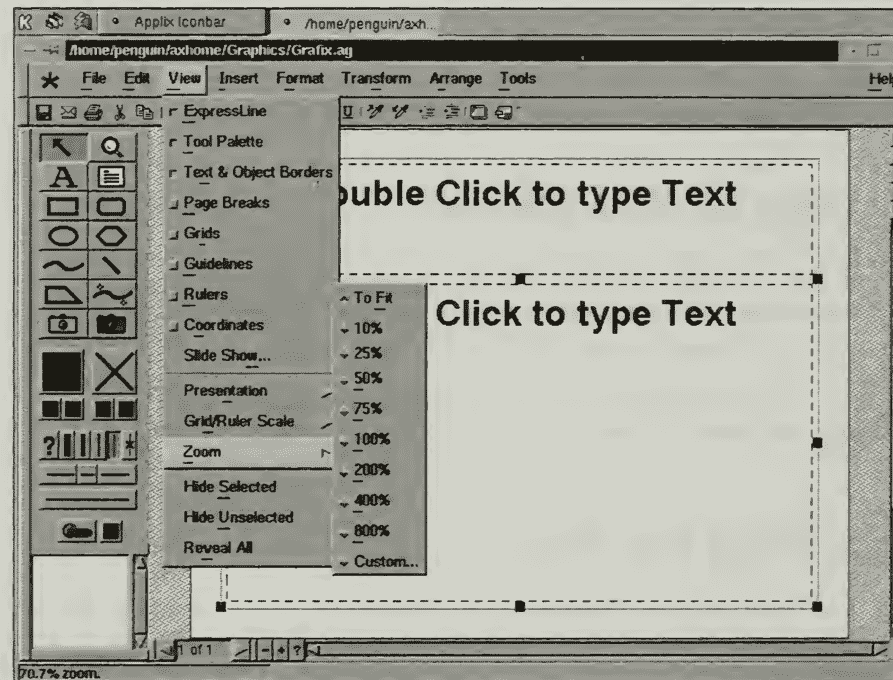 Applix Iconbar
/home/penguin/axh...
/home/penguin/axhome/Graphics/Grafix.ag
File Edit View Insert Format Transform Arrange Tools Hel
ExpressLine
Tool Palette
Text & Object Borders
Page Breaks
Grids
Guidelines
Rulers
Coordinates
Slide Show...
Presentation
Grid/Ruler Scale
Zoom
Hide Selected
Hide Unselected
Reveal All
To Fit
10%
25%
50%
75%
100%
200%
400%
800%
Custom...
ouble Click to type Text
Click to type Text
A
?
1 of 1 - + ?
70.7% zoom.